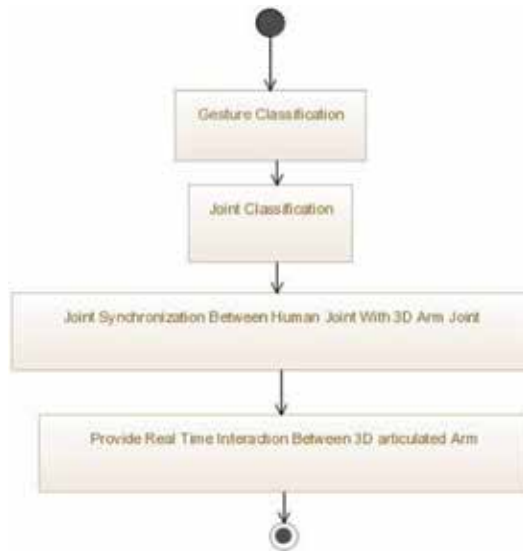 Gesture Classification
Joint Classification
Joint Synchronization Between Human Joint With 3D Arm Joint
Provide Real Time Interaction Between 3D articulated Arm